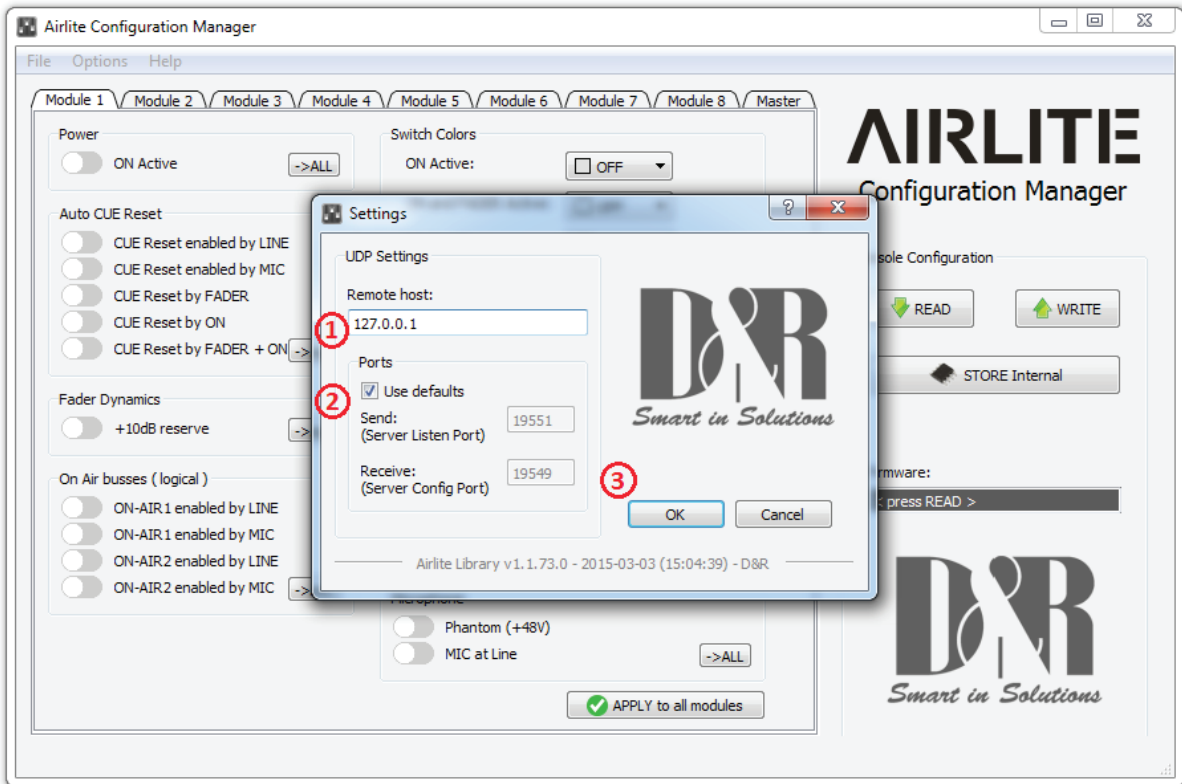 Airlite Configuration Manager
File Options Help
Module 1 Module 2 Module 3 Module 4 Module 5 Module 6 Module 7 Module 8 Master
Power
ON Active ->ALL
Switch Colors
ON Active: OFF
Auto CUE Reset
CUE Reset enabled by LINE
CUE Reset enabled by MIC
CUE Reset by FADER
CUE Reset by ON
CUE Reset by FADER + ON ->
Fader Dynamics
+10dB reserve ->
On Air busses ( logical )
ON-AIR1 enabled by LINE
ON-AIR1 enabled by MIC
ON-AIR2 enabled by LINE
ON-AIR2 enabled by MIC ->
Settings
UDP Settings
Remote host:
1 127.0.0.1
Ports
2 Use defaults
Send: 19551
(Server Listen Port)
Receive: 19549
(Server Config Port)
D&R
Smart in Solutions
3
OK Cancel
Airlite Library v1.1.73.0 - 2015-03-03 (15:04:39) - D&R
Microphone
Phantom (+48V)
MIC at Line ->ALL
APPLY to all modules
AIRLITE
Configuration Manager
sole Configuration
READ WRITE
STORE Internal
rmware:
< press READ >
D&R
Smart in Solutions